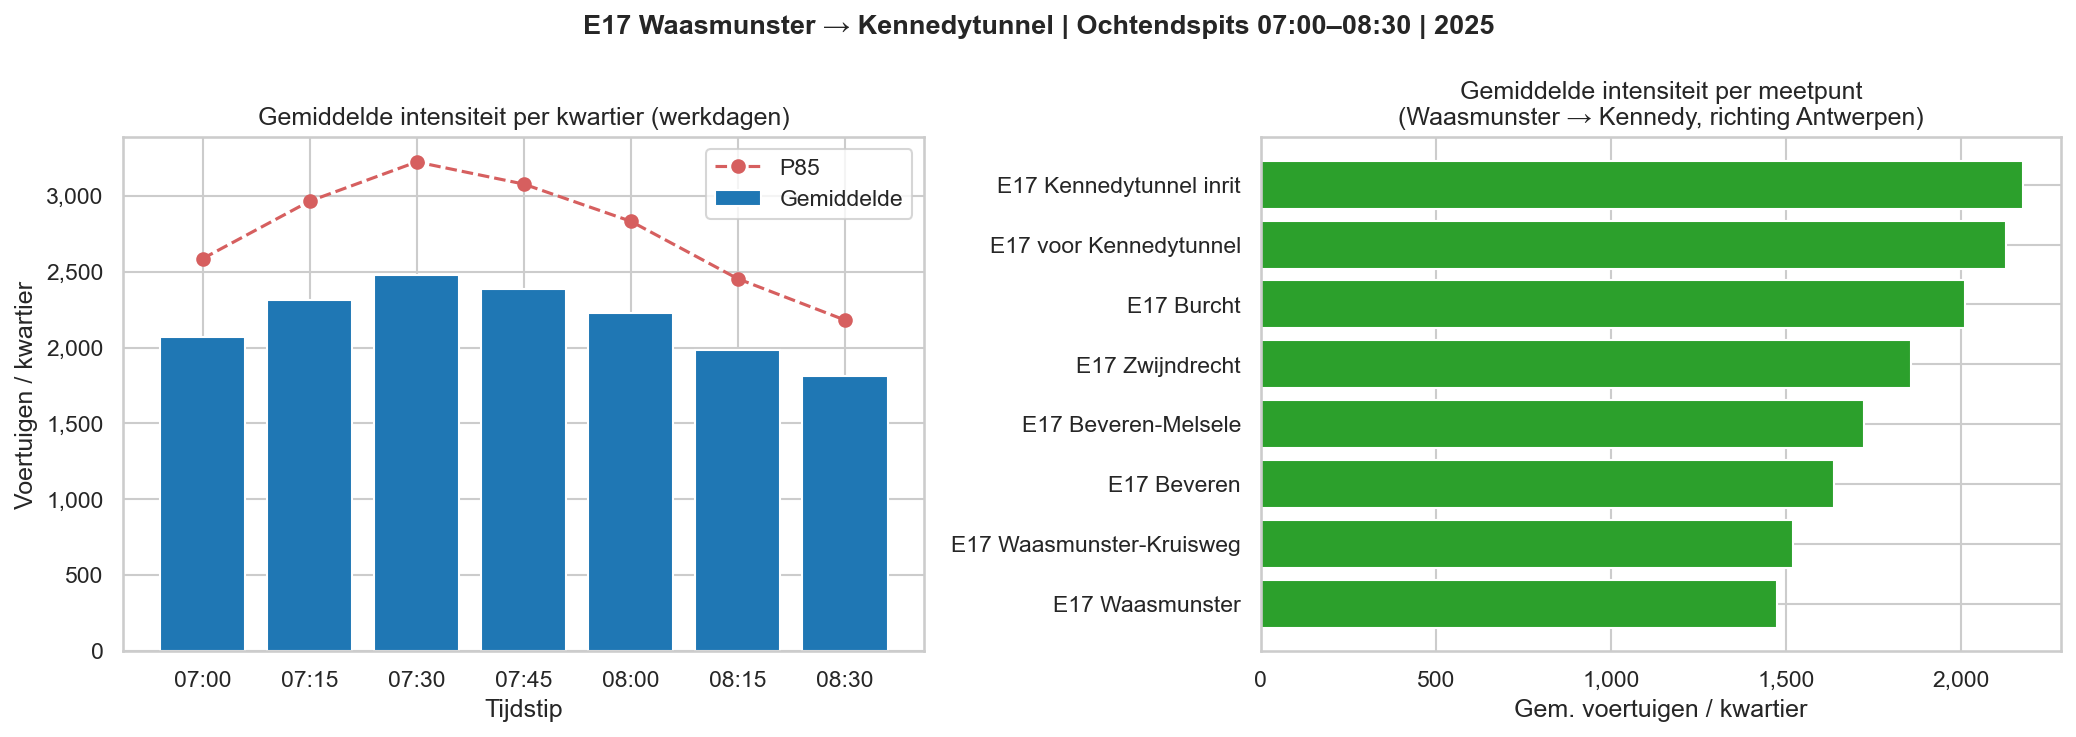 E17 Waasmunster → Kennedytunnel | Ochtendspits 07:00–08:30 | 2025
Gemiddelde intensiteit per kwartier (werkdagen)
Voertuigen / kwartier
3,000
2,500
2,000
1,500
1,000
500
0
P85
Gemiddelde
07:00
07:15
07:30
07:45
08:00
08:15
08:30
Tijdstip
Gemiddelde intensiteit per meetpunt
(Waasmunster → Kennedy, richting Antwerpen)
E17 Kennedytunnel inrit
E17 voor Kennedytunnel
E17 Burcht
E17 Zwijndrecht
E17 Beveren-Melsele
E17 Beveren
E17 Waasmunster-Kruisweg
E17 Waasmunster
0
500
1,000
1,500
2,000
Gem. voertuigen / kwartier